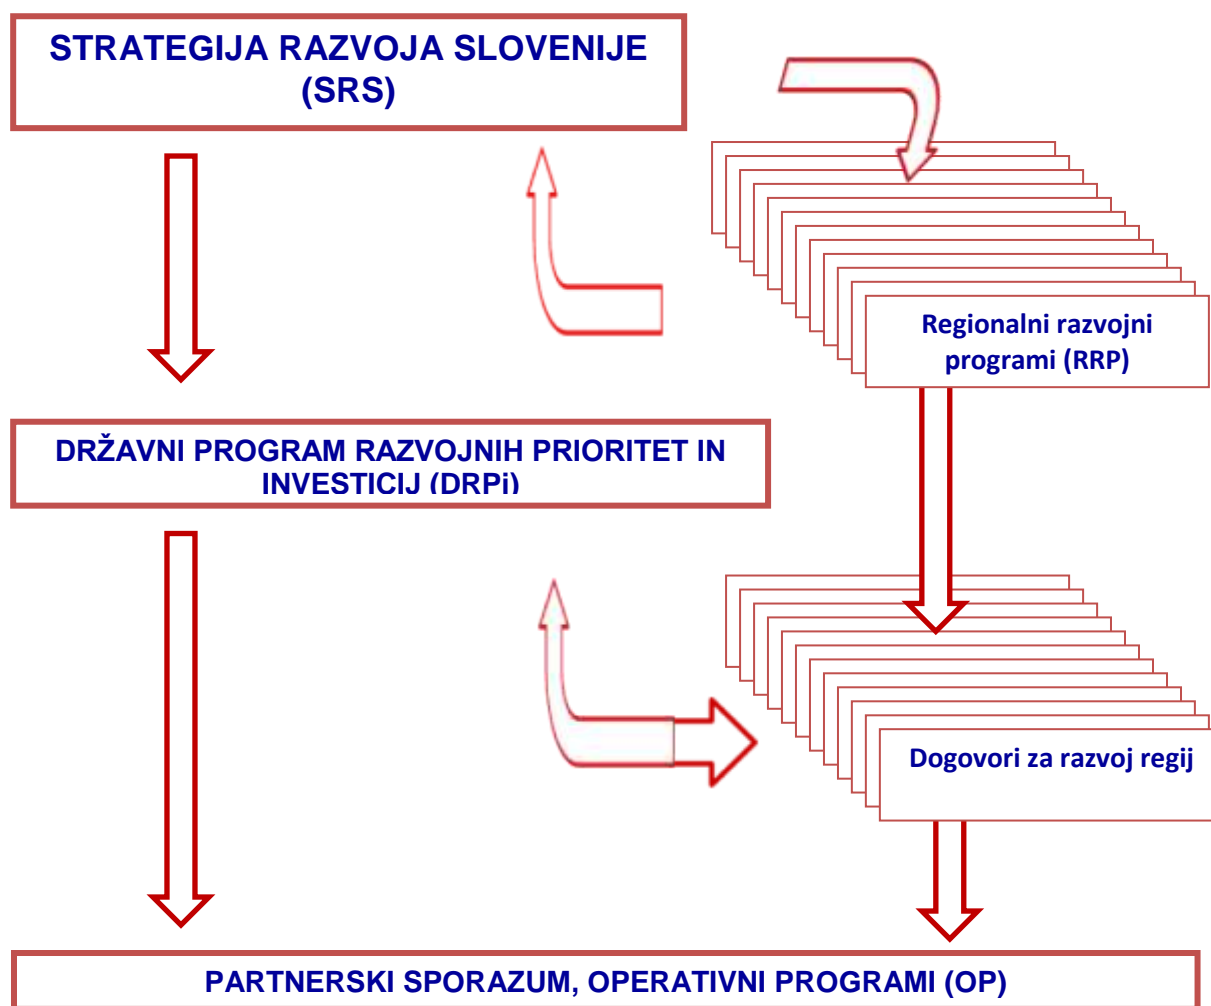 STRATEGIJA RAZVOJA SLOVENIJE
(SRS)
Regionalni razvojni
programi (RRP)
DRŽAVNI PROGRAM RAZVOJNIH PRIORITET IN
INVESTICIJ (DRPi)
Dogovori za razvoj regij
PARTNERSKI SPORAZUM, OPERATIVNI PROGRAMI (OP)